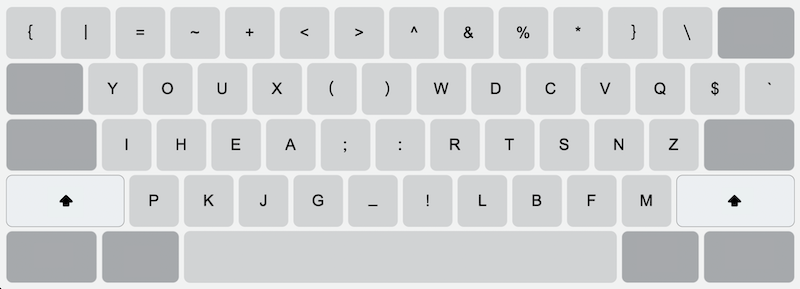 { | = ~ + < > ^ & % * } \
Y O U X ( ) W D C V Q $ `
I H E A ; : R T S N Z
P K J G _ ! L B F M